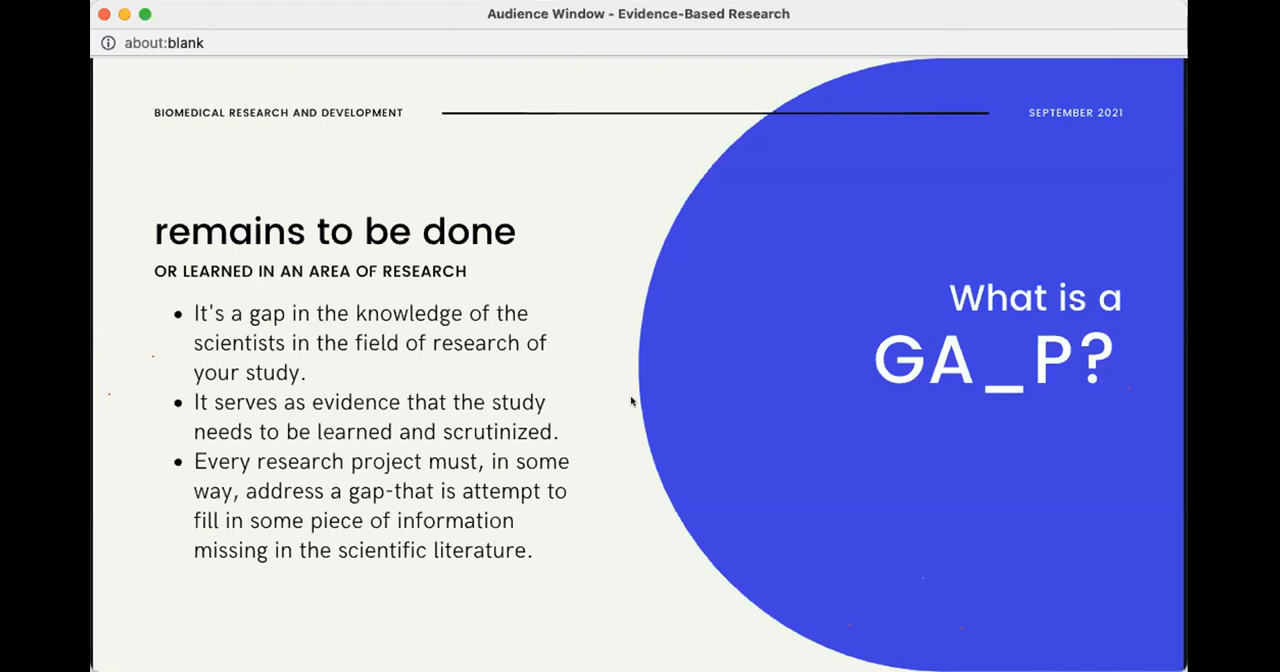 Audience Window - Evidence-Based Research
about:blank
BIOMEDICAL RESEARCH AND DEVELOPMENT
SEPTEMBER 2021
remains to be done
OR LEARNED IN AN AREA OF RESEARCH
• It's a gap in the knowledge of the
scientists in the field of research of
your study.
• It serves as evidence that the study
needs to be learned and scrutinized.
• Every research project must, in some
way, address a gap-that is attempt to
fill in some piece of information
missing in the scientific literature.
What is a
GA_P?